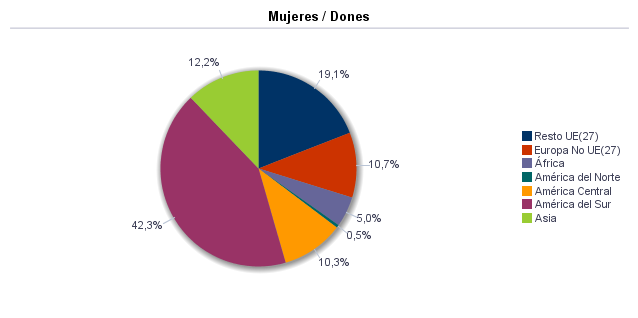 Mujeres / Dones
12,2%
19,1%
10,7%
5,0%
0,5%
10,3%
42,3%
Resto UE(27)
Europa No UE(27)
África
América del Norte
América Central
América del Sur
Asia